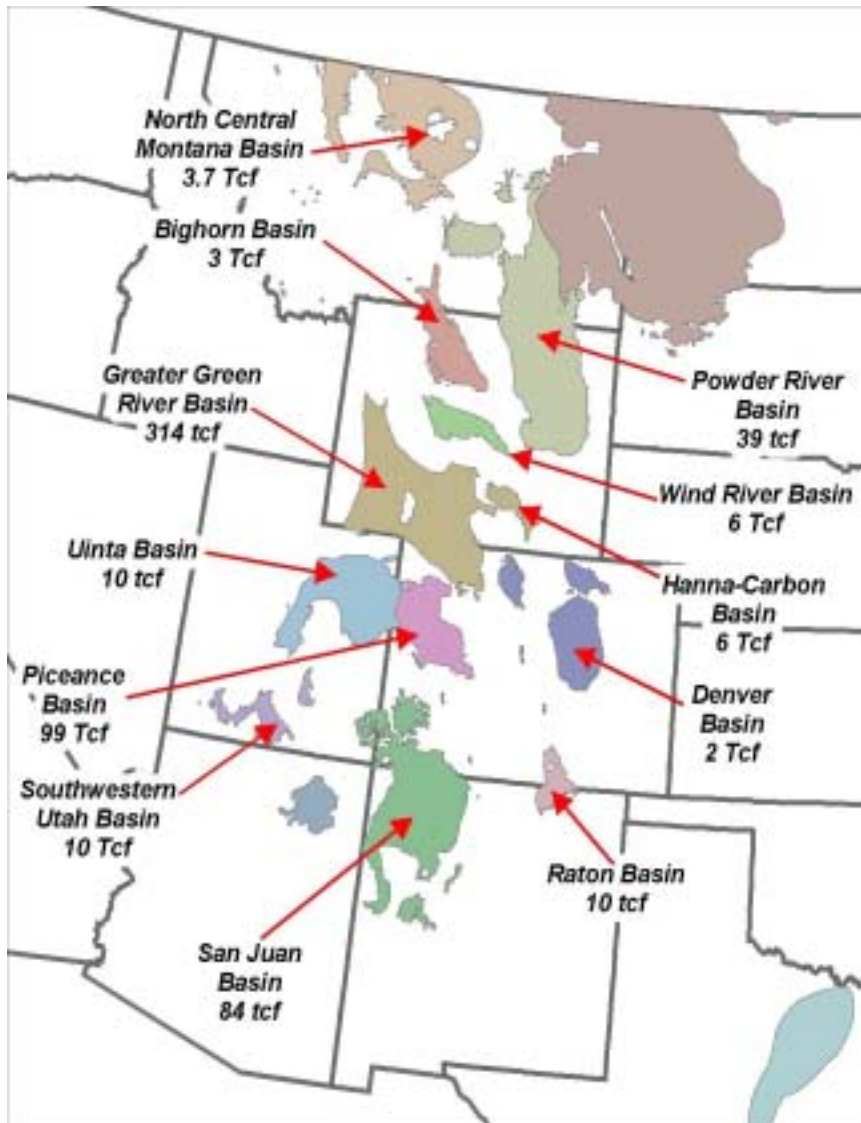 North Central
Montana Basin
3.7 Tcf
Bighorn Basin
3 Tcf
Greater Green
River Basin
314 tcf
Powder River
Basin
39 tcf
Wind River Basin
6 Tcf
Uinta Basin
10 tcf
Hanna-Carbon
Basin
6 Tcf
Piceance
Basin
99 Tcf
Denver
Basin
2 Tcf
Southwestern
Utah Basin
10 Tcf
Raton Basin
10 tcf
San Juan
Basin
84 tcf